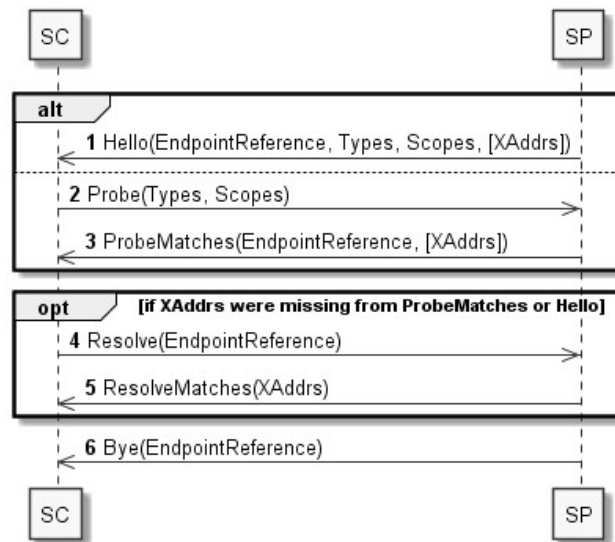 SC SP
alt
1 Hello(EndpointReference, Types, Scopes, [XAddrs])
2 Probe(Types, Scopes)
3 ProbeMatches(EndpointReference, [XAddrs])
opt [if XAddrs were missing from ProbeMatches or Hello]
4 Resolve(EndpointReference)
5 ResolveMatches(XAddrs)
6 Bye(EndpointReference)
SC SP